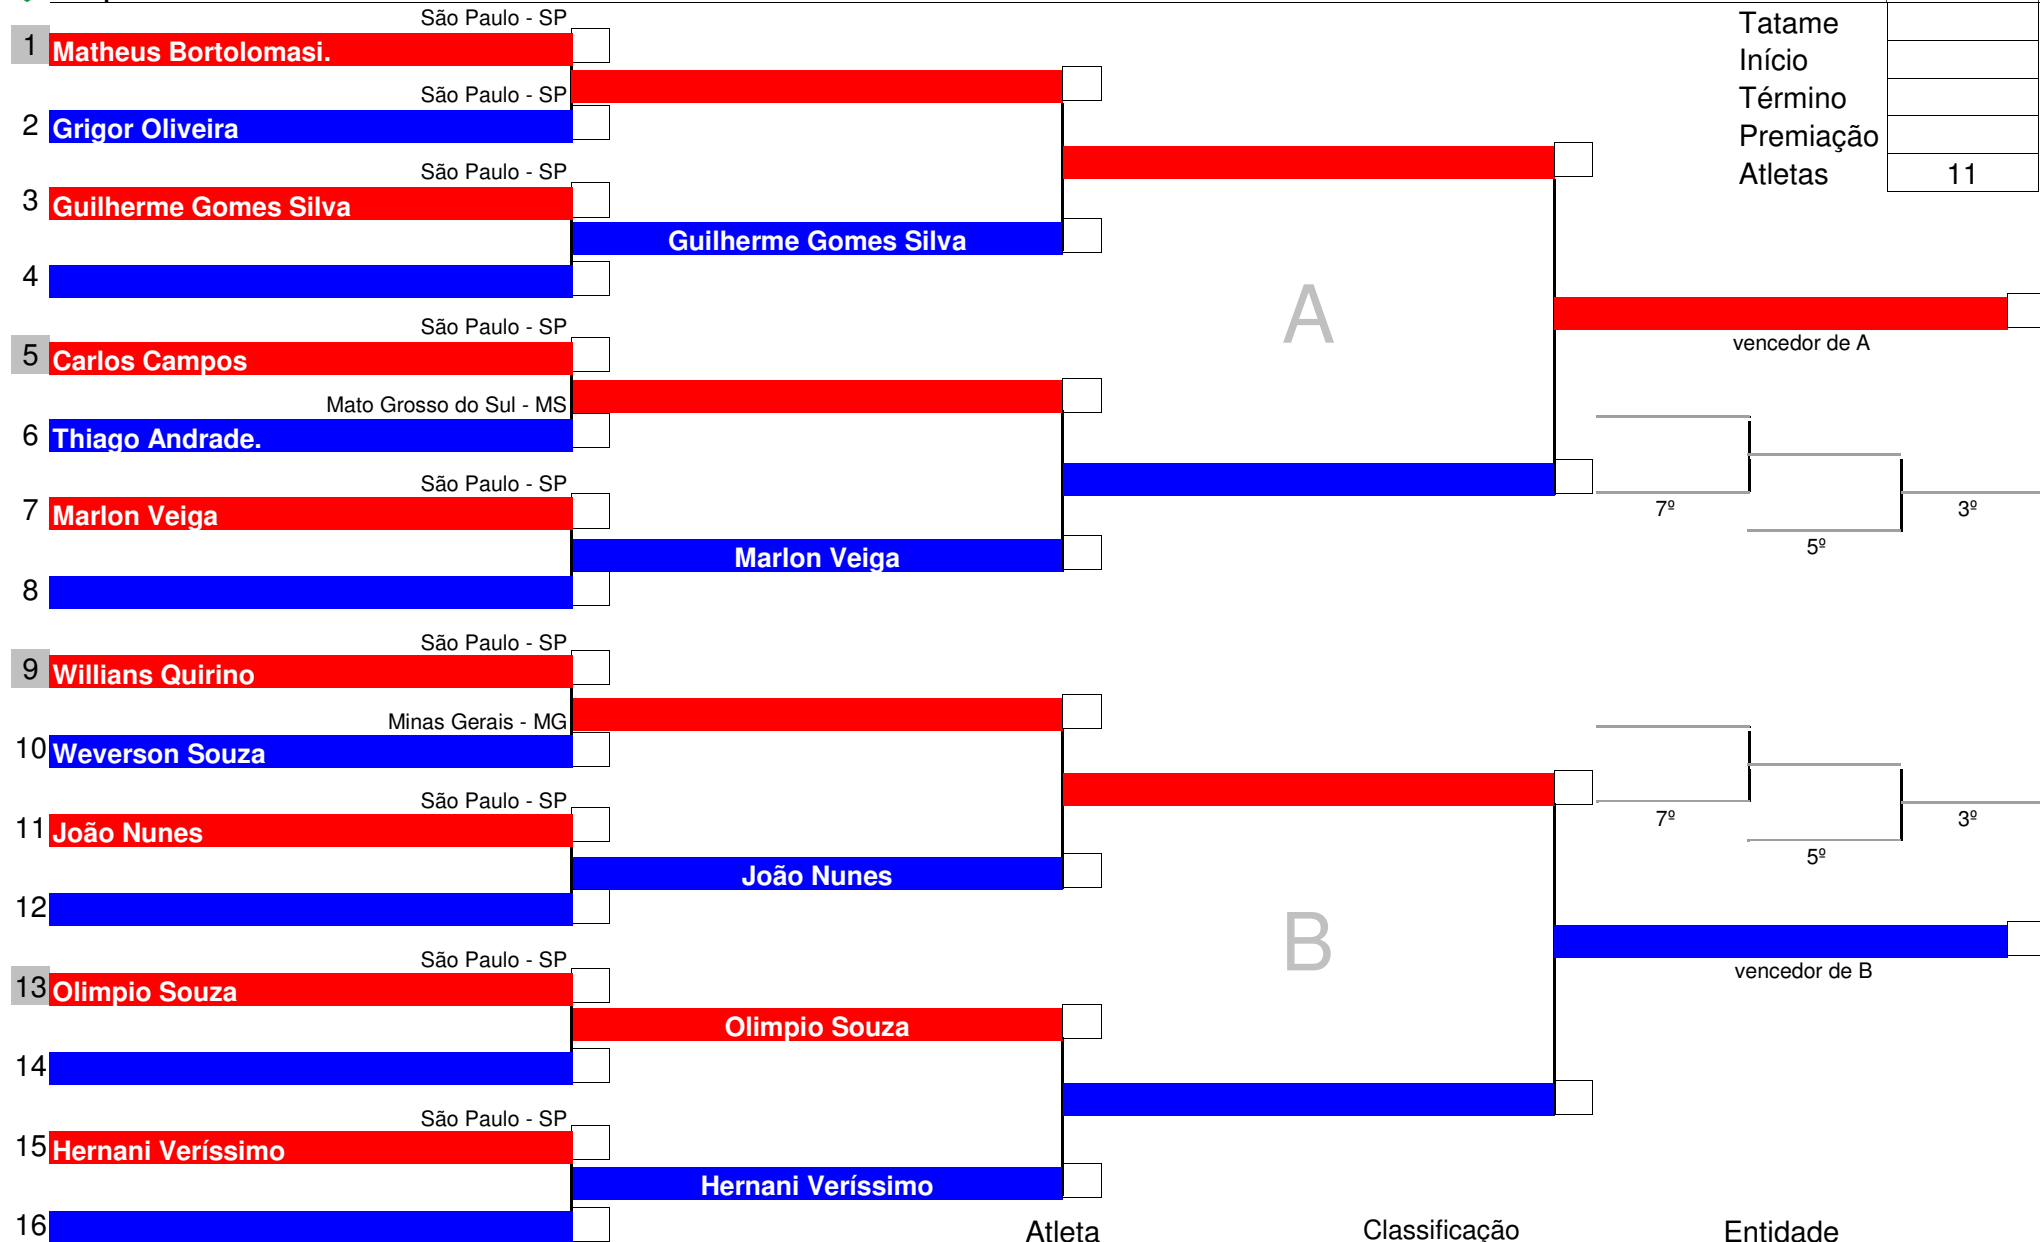 São Paulo - SP
Tatame
1 Matheus Bortolomasi.
Início
São Paulo - SP
Término
2 Grigor Oliveira
Premiação
São Paulo - SP
Atletas 11
3 Guilherme Gomes Silva
Guilherme Gomes Silva
4
A
São Paulo - SP
vencedor de A
5 Carlos Campos
Mato Grosso do Sul - MS
6 Thiago Andrade.
São Paulo - SP
7 Marlon Veiga
7º
3º
5º
Marlon Veiga
8
São Paulo - SP
9 Willians Quirino
Minas Gerais - MG
10 Weverson Souza
São Paulo - SP
11 João Nunes
7º
3º
5º
João Nunes
12
B
São Paulo - SP
vencedor de B
13 Olimpio Souza
Olimpio Souza
14
São Paulo - SP
15 Hernani Veríssimo
Hernani Veríssimo
16
Atleta Classificação Entidade